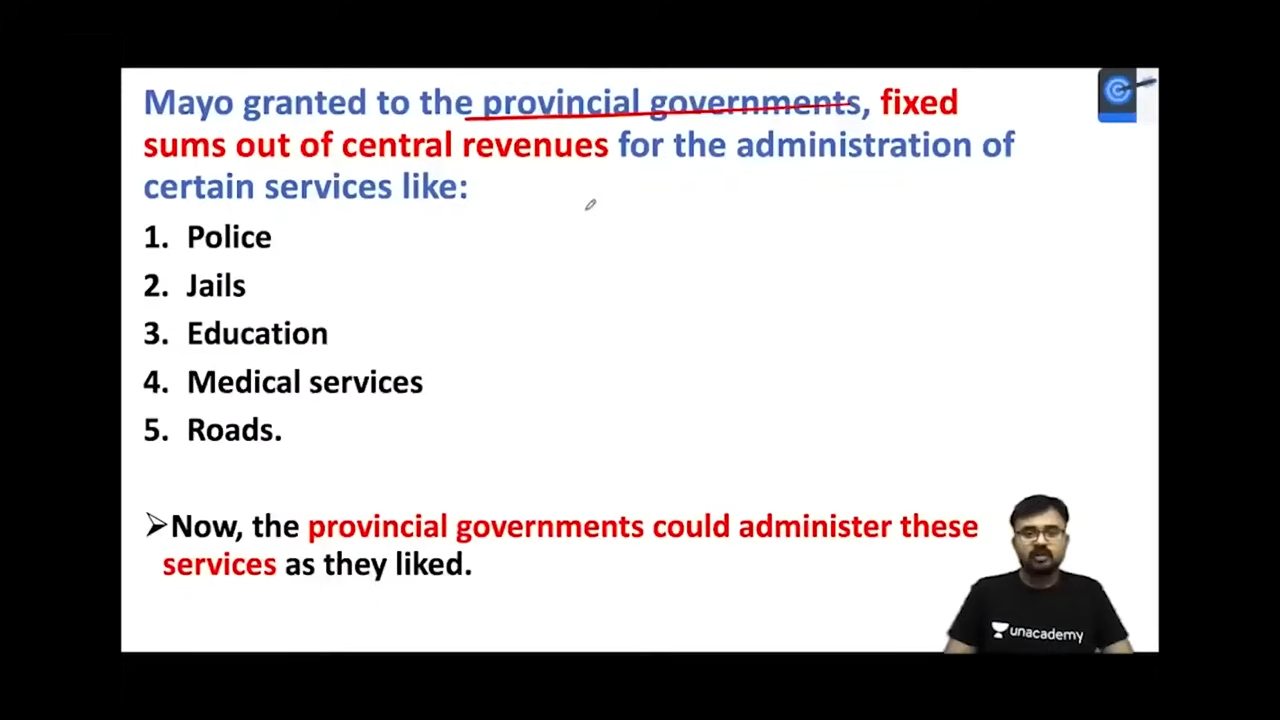 Mayo granted to the provincial governments, fixed
sums out of central revenues for the administration of
certain services like:
1. Police
2. Jails
3. Education
4. Medical services
5. Roads.
➢Now, the provincial governments could administer these
services as they liked.
unacademy